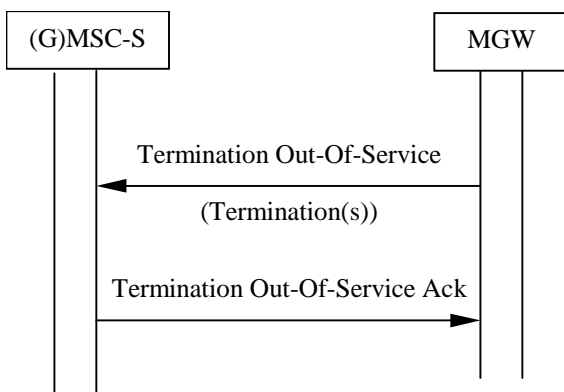 (G)MSC-S
MGW
Termination Out-Of-Service
(Termination(s))
Termination Out-Of-Service Ack